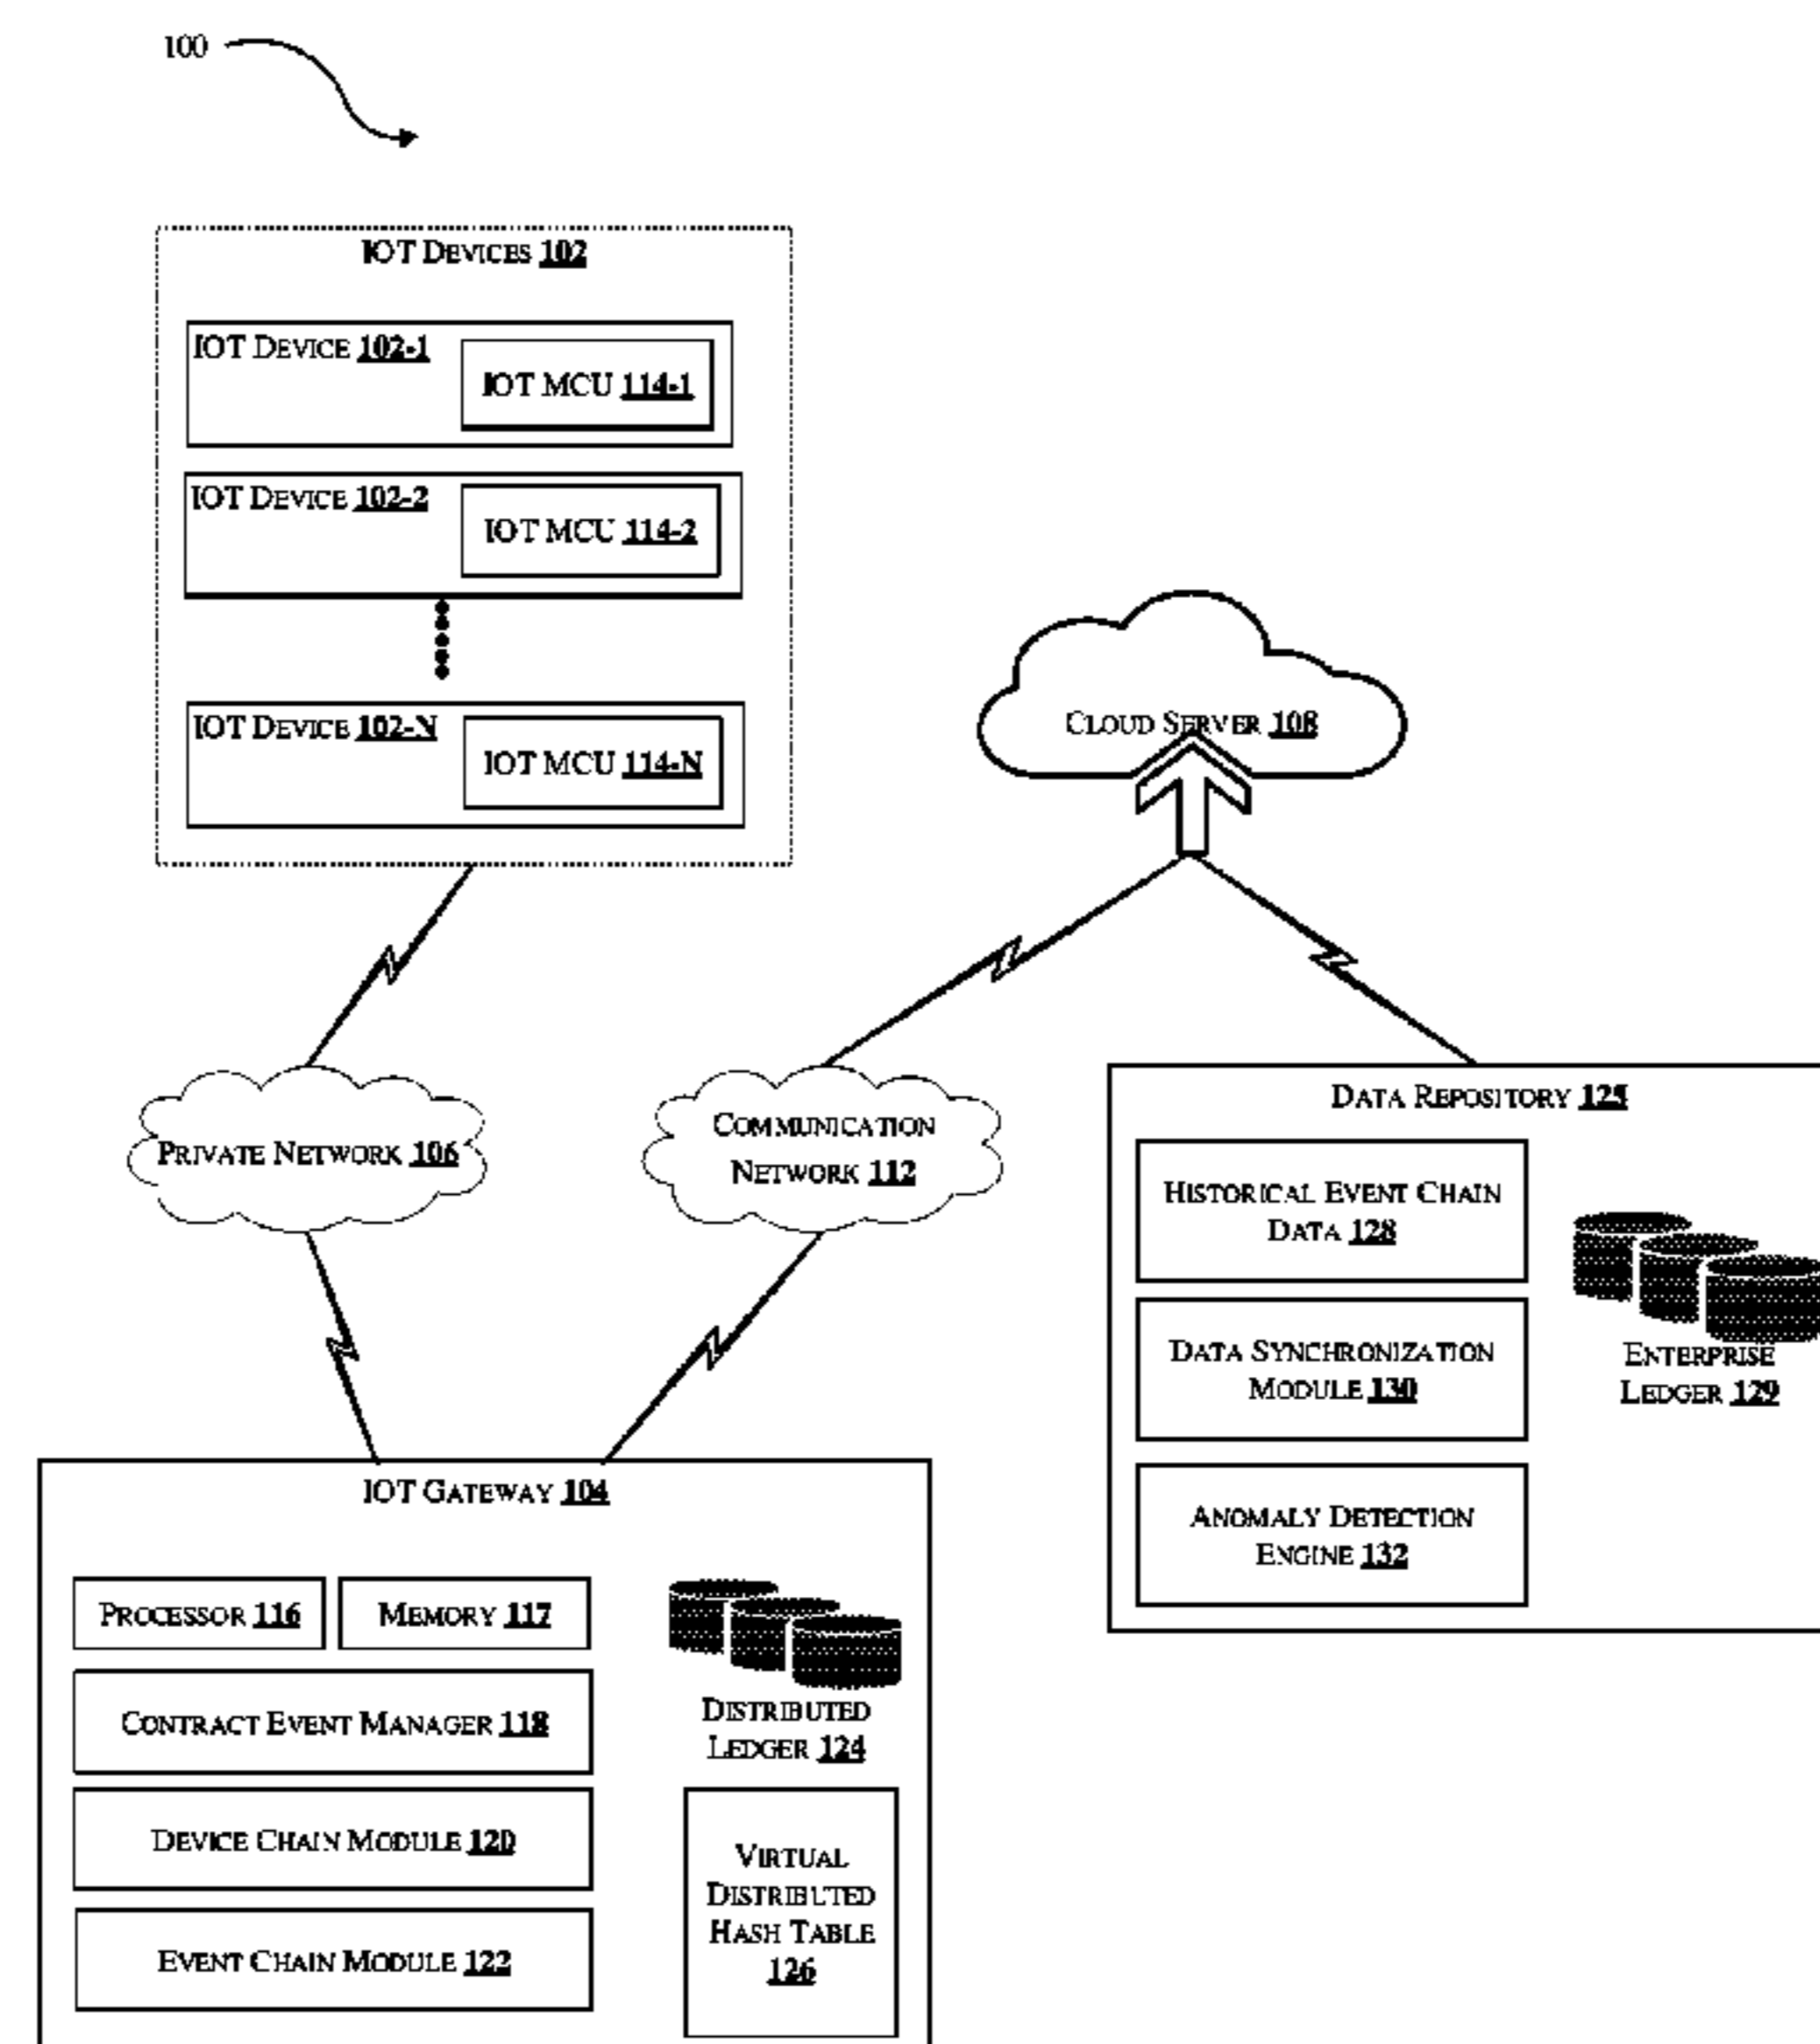 100
IOT DEVICES 102
IOT DEVICE 102-1
IOT MCU 114-1
IOT DEVICE 102-2
IOT MCU 114-2
IOT DEVICE 102-N
IOT MCU 114-N
CLOUD SERVER 108
PRIVATE NETWORK 106
COMMUNICATION
NETWORK 112
DATA REPOSITORY 125
HISTORICAL EVENT CHAIN
DATA 128
DATA SYNCHRONIZATION
MODULE 130
ANOMALY DETECTION
ENGINE 132
ENTERPRISE
LEDGER 129
IOT GATEWAY 104
PROCESSOR 116
MEMORY 117
CONTRACT EVENT MANAGER 118
DEVICE CHAIN MODULE 120
EVENT CHAIN MODULE 122
DISTRIBUTED
LEDGER 124
VIRTUAL
DISTRIBUTED
HASH TABLE
126